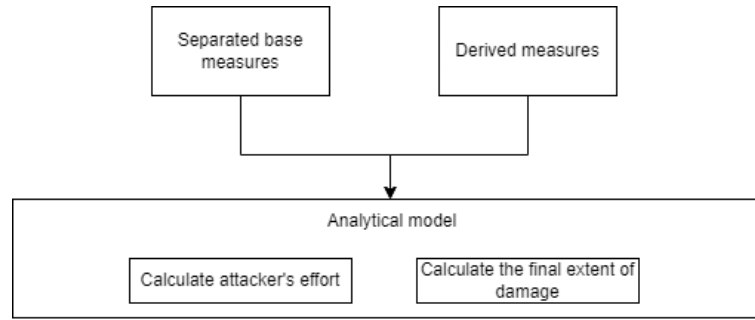 Separated base
measures
Derived measures
Analytical model
Calculate attacker's effort
Calculate the final extent of
damage